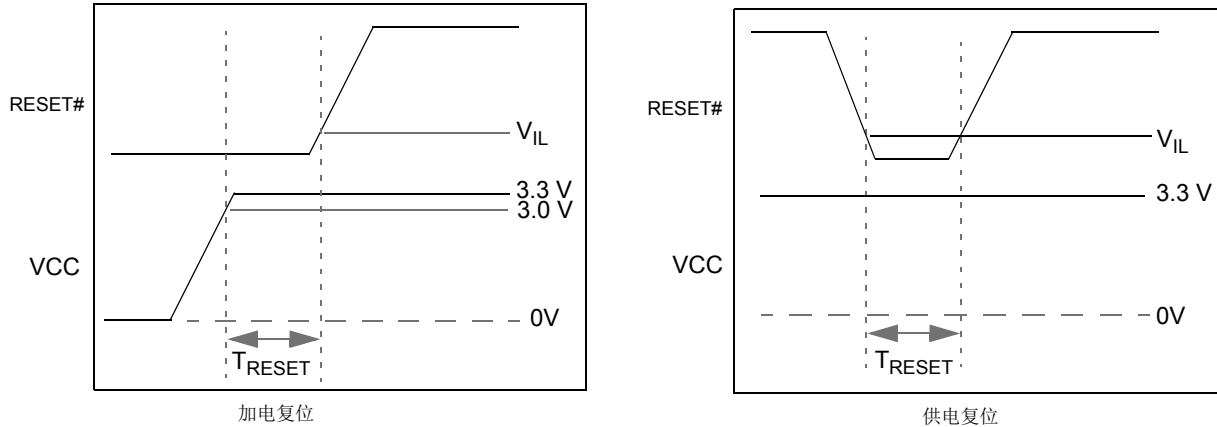 RESET#
V_IL
3.3 V
3.0 V
VCC
0V
T_RESET
加电复位
RESET#
V_IL
3.3 V
VCC
0V
T_RESET
供电复位